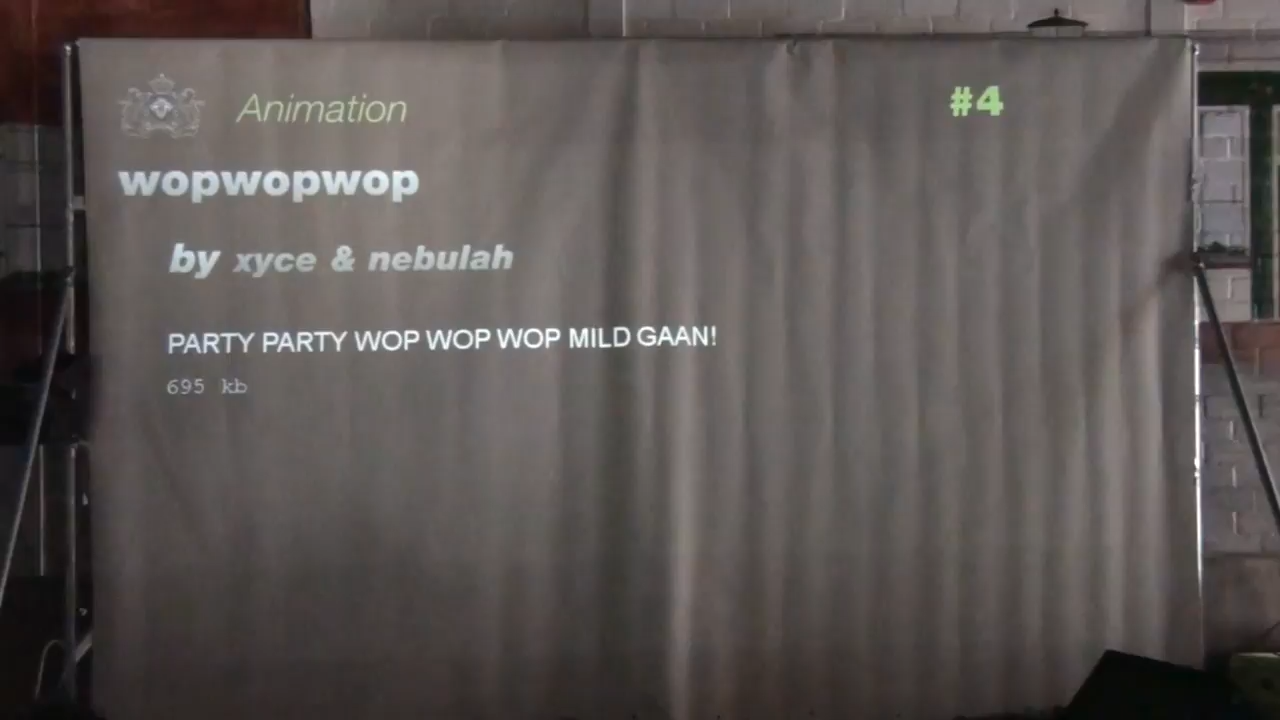 Animation
#4
wopwopwop
by xyce & nebulah
PARTY PARTY WOP WOP WOP MILD GAAN!
695 kb